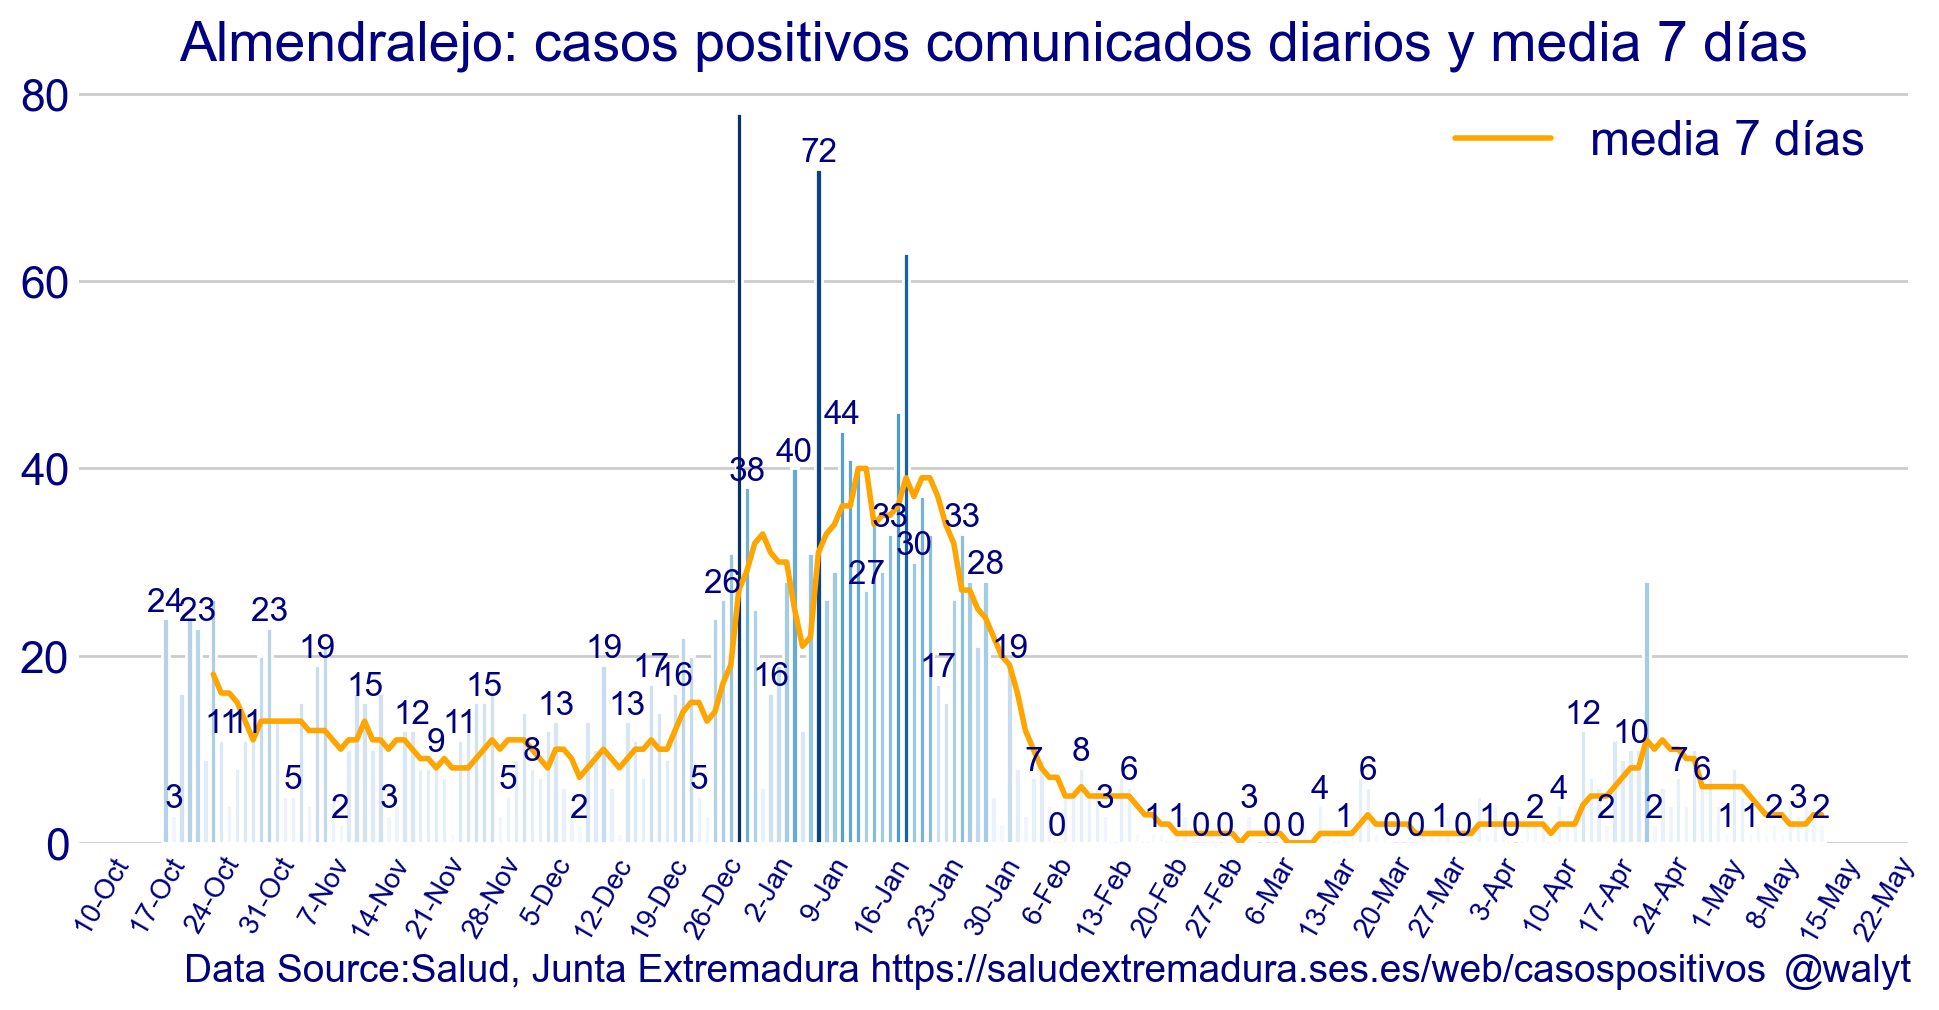 Almendralejo: casos positivos comunicados diarios y media 7 días
80
media 7 días
72
60
44
40
40
38
33
33
30
28
27
26
24
23
23
20
19
19
19
17
17
16
16
15
15
13
13
12
12
11
11
11
10
9
8
8
7
7
6
6
6
5
5
5
4
4
3
3
3
3
3
2
2
2
2
2
2
2
1
1
1
1
1
1
1
0
0
0
0
0
0
0
0
0
0
10-Oct
17-Oct
24-Oct
31-Oct
7-Nov
14-Nov
21-Nov
28-Nov
5-Dec
12-Dec
19-Dec
26-Dec
2-Jan
9-Jan
16-Jan
23-Jan
30-Jan
6-Feb
13-Feb
20-Feb
27-Feb
6-Mar
13-Mar
20-Mar
27-Mar
3-Apr
10-Apr
17-Apr
24-Apr
1-May
8-May
15-May
22-May
Data Source:Salud, Junta Extremadura https://saludextremadura.ses.es/web/casospositivos @walyt